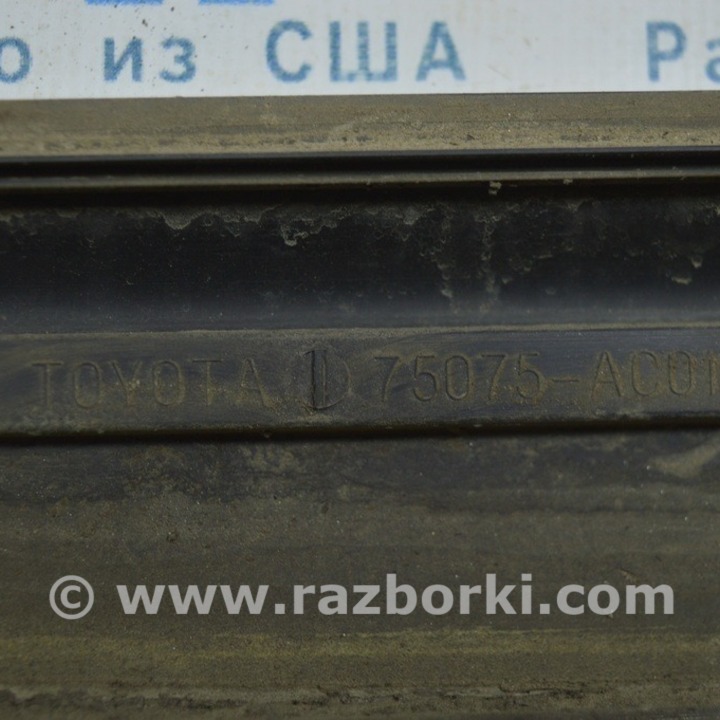 о из США Ра
TOYOTA 75075-AC01
© www.razborki.com